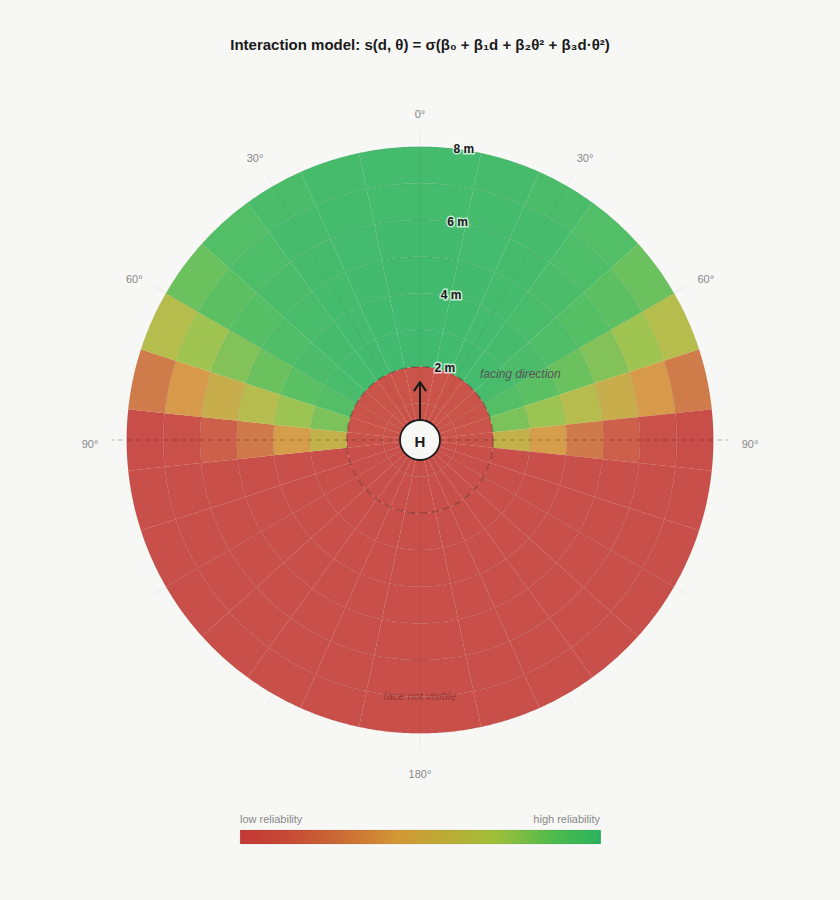 Interaction model: s(d, θ) = σ(β₀ + β₁d + β₂θ² + β₃d·θ²)
0°
8 m
30°
30°
6 m
60°
60°
4 m
2 m
facing direction
90°
H
90°
face not visible
180°
low reliability
high reliability